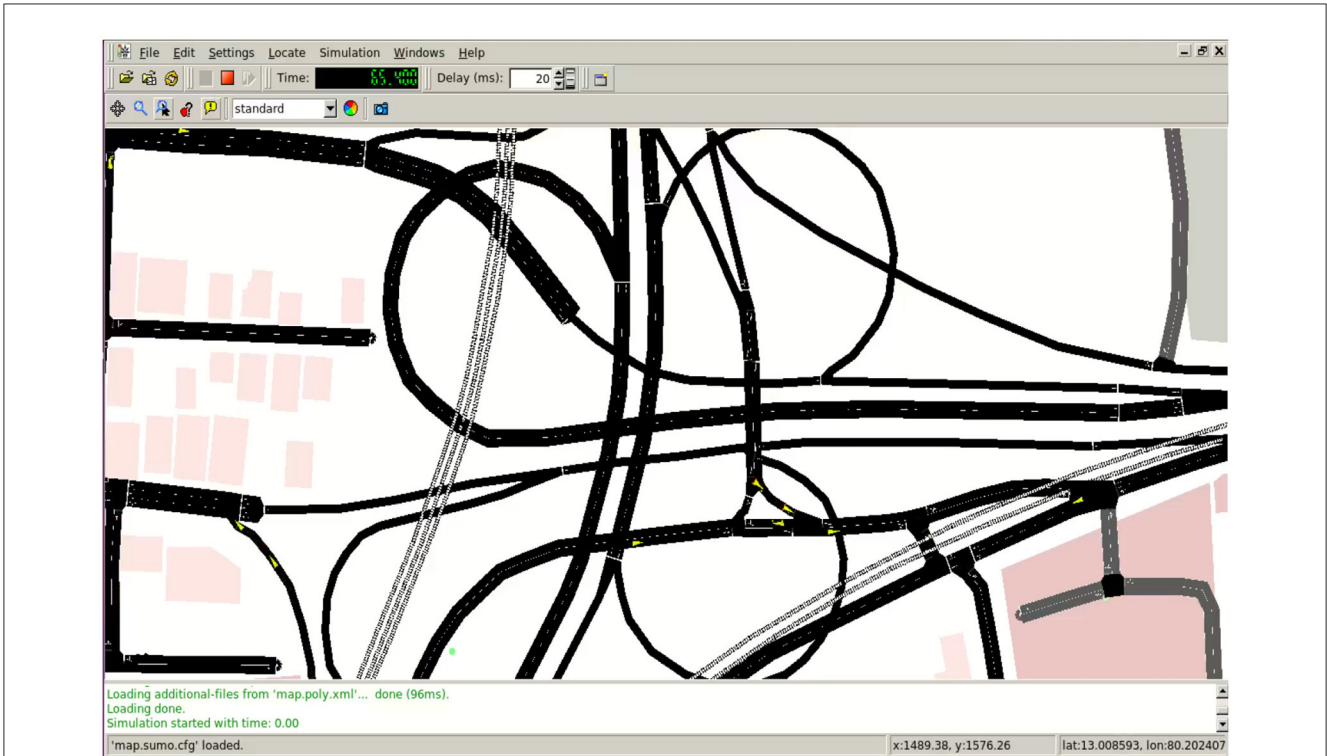 File Edit Settings Locate Simulation Windows Help
Time: 65.400 Delay (ms): 20
standard
Loading additional-files from 'map.poly.xml'... done (96ms).
Loading done.
Simulation started with time: 0.00
'map.sumo.cfg' loaded. x:1489.38, y:1576.26 lat:13.008593, lon:80.202407